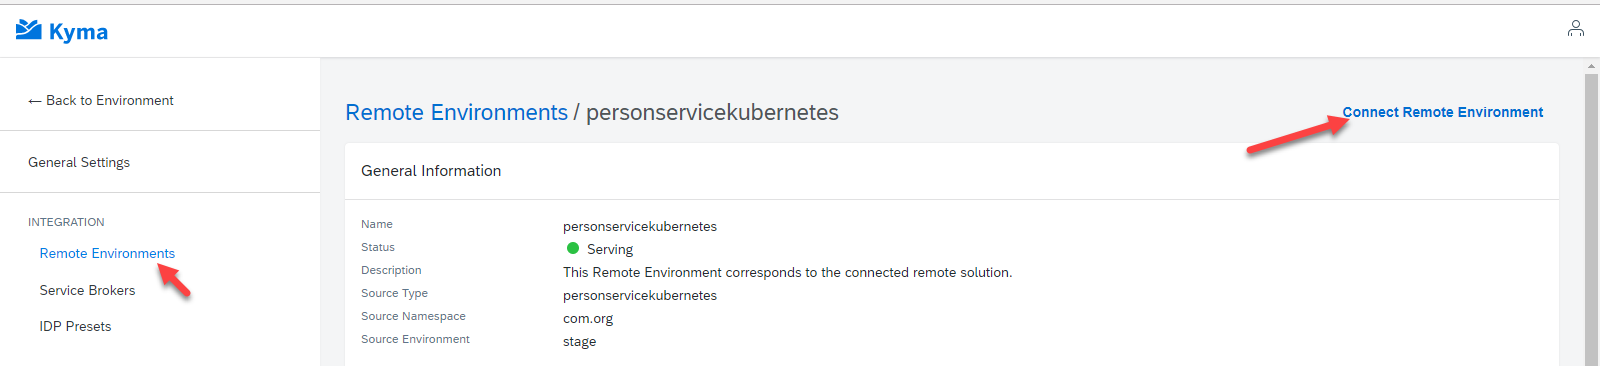 Kyma
← Back to Environment
General Settings
INTEGRATION
Remote Environments
Service Brokers
IDP Presets
Remote Environments / personservicekubernetes
Connect Remote Environment
General Information
Name personservicekubernetes
Status Serving
Description This Remote Environment corresponds to the connected remote solution.
Source Type personservicekubernetes
Source Namespace com.org
Source Environment stage